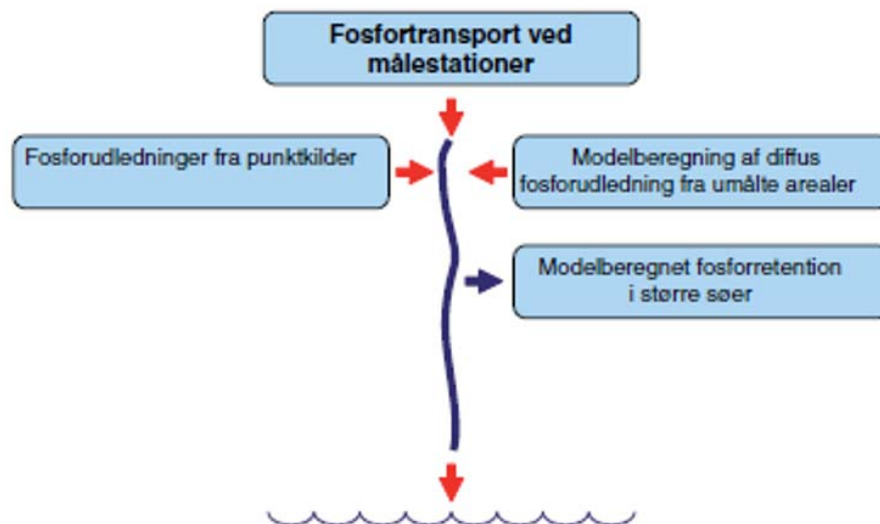 Fosfortransport ved
målestationer
Fosforudledninger fra punktkilder
Modelberegning af diffus
fosforudledning fra umålte arealer
Modelberegnet fosforretention
i større søer